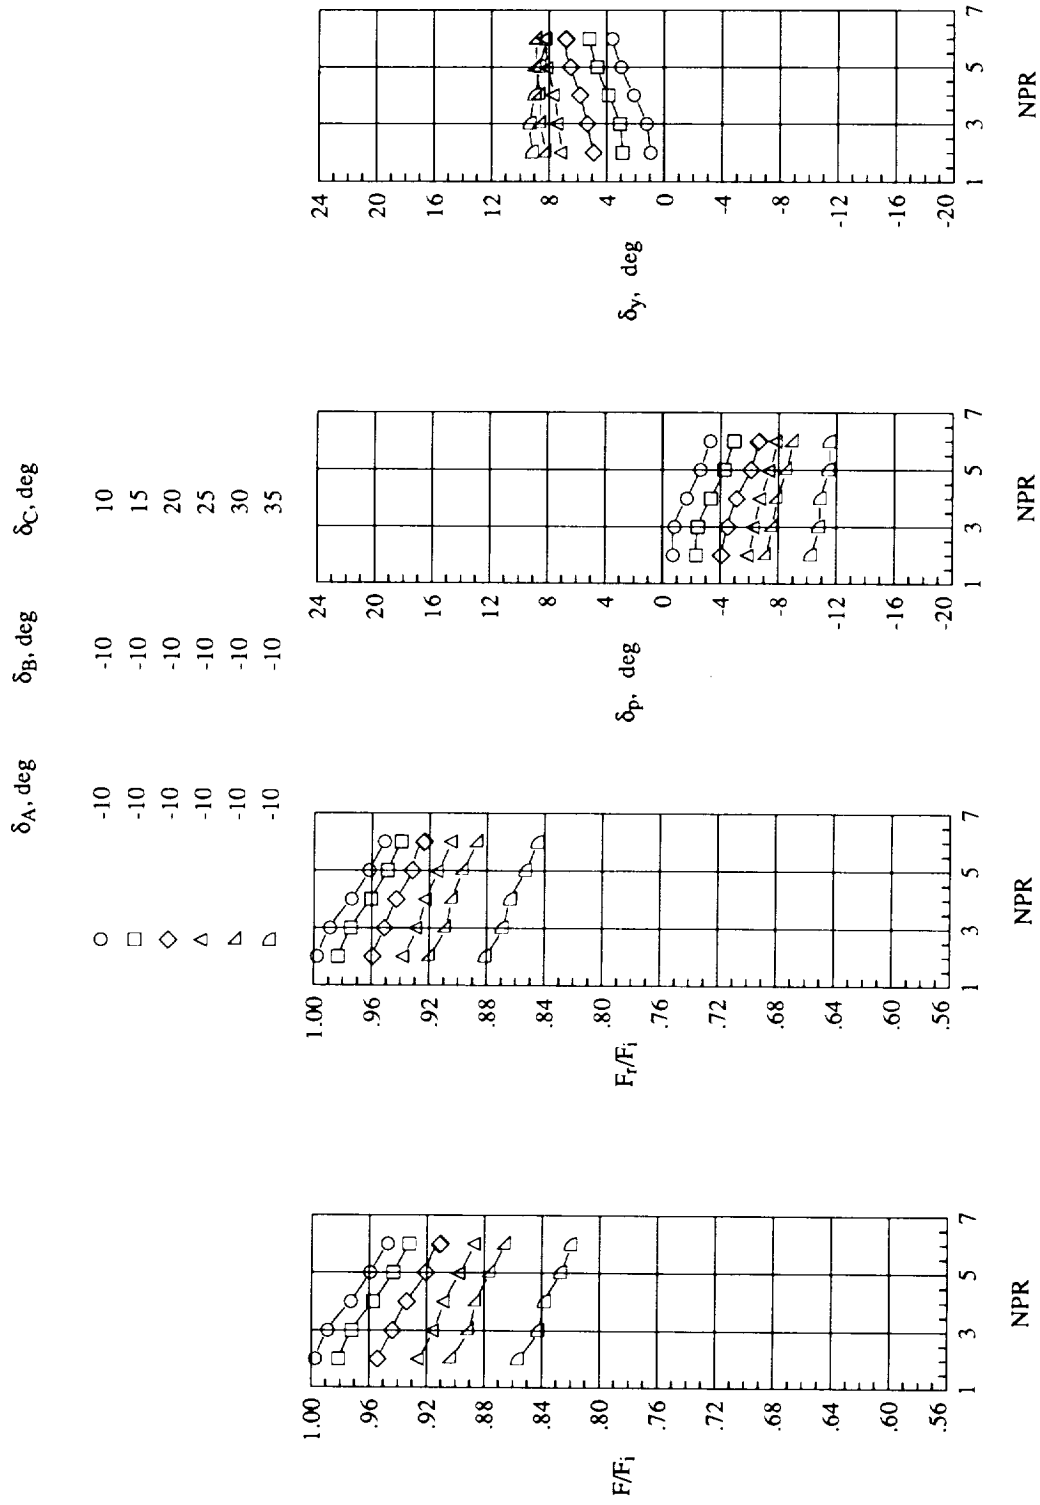 δA, deg δB, deg δC, deg
-10 -10 10
-10 -10 15
-10 -10 20
-10 -10 25
-10 -10 30
-10 -10 35
F/Fi
1.00
.96
.92
.88
.84
.80
.76
.72
.68
.64
.60
.56
1 3 5 7
NPR
Fr/Fi
1.00
.96
.92
.88
.84
.80
.76
.72
.68
.64
.60
.56
1 3 5 7
NPR
δp, deg
24
20
16
12
8
4
0
-4
-8
-12
-16
-20
1 3 5 7
NPR
δy, deg
24
20
16
12
8
4
0
-4
-8
-12
-16
-20
1 3 5 7
NPR